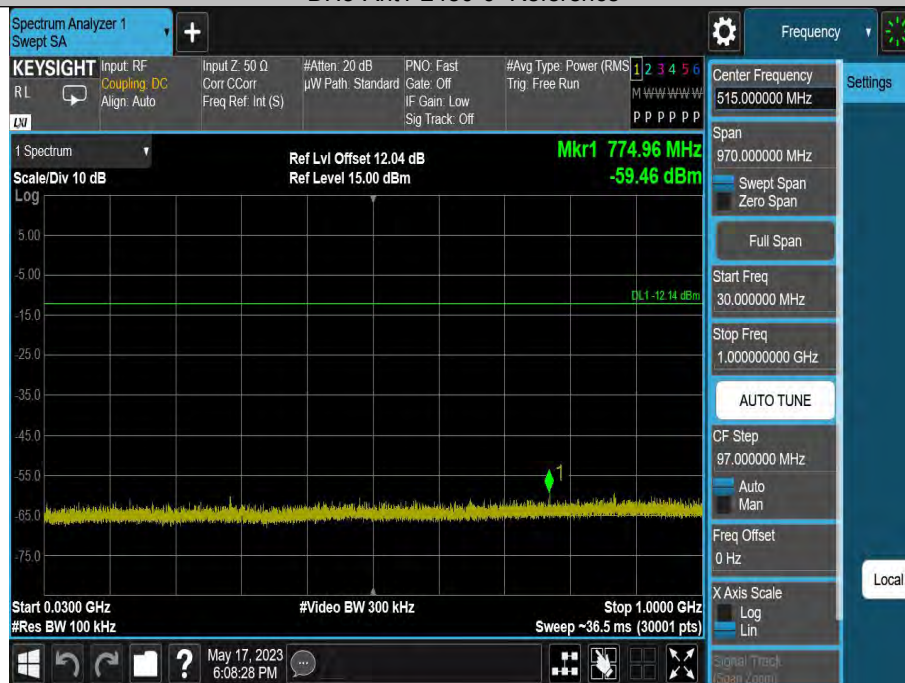 Spectrum Analyzer 1
Swept SA
+
Frequency
KEYSIGHT
RL
LXI
Input: RF
Coupling: DC
Align: Auto
Input Z: 50 Ω
Corr CCorr
Freq Ref: Int (S)
#Atten: 20 dB
µW Path: Standard
PNO: Fast
Gate: Off
IF Gain: Low
Sig Track: Off
#Avg Type: Power (RMS
Trig: Free Run
1 2 3 4 5 6
M W W W W W
P P P P P P
1 Spectrum
Scale/Div 10 dB
Ref Lvl Offset 12.04 dB
Ref Level 15.00 dBm
Mkr1 774.96 MHz
-59.46 dBm
Log
5.00
-5.00
DL1 -12.14 dBm
-15.0
-25.0
-35.0
-45.0
-55.0
1
-65.0
-75.0
Start 0.0300 GHz
#Res BW 100 kHz
#Video BW 300 kHz
Stop 1.0000 GHz
Sweep ~36.5 ms (30001 pts)
Center Frequency
515.000000 MHz
Settings
Span
970.000000 MHz
Swept Span
Zero Span
Full Span
Start Freq
30.000000 MHz
Stop Freq
1.000000000 GHz
AUTO TUNE
CF Step
97.000000 MHz
Auto
Man
Freq Offset
0 Hz
Local
X Axis Scale
Log
Lin
Signal Track
(Span Zoom)
?
May 17, 2023
6:08:28 PM